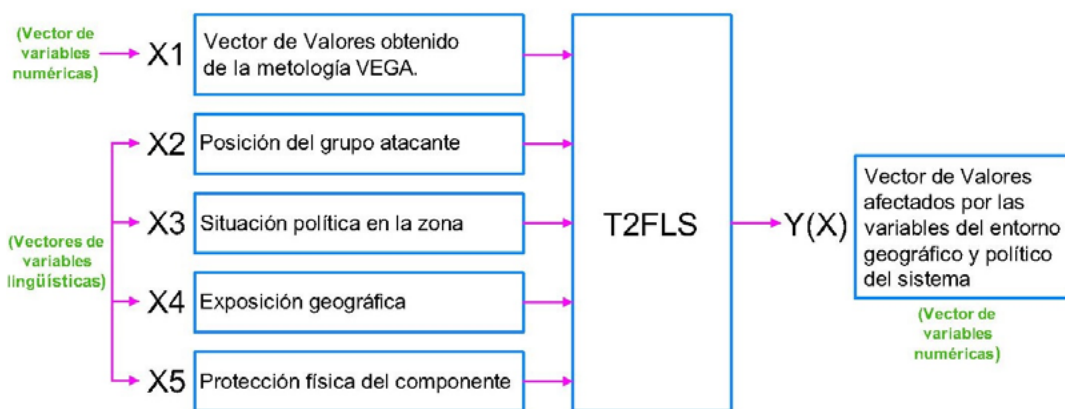 (Vector de
variables
numéricas)
X1
Vector de Valores obtenido
de la metología VEGA.
(Vectores de
variables
lingüísticas)
X2
Posición del grupo atacante
X3
Situación política en la zona
X4
Exposición geográfica
X5
Protección física del componente
T2FLS
Y(X)
Vector de Valores
afectados por las
variables del entorno
geográfico y político
del sistema
(Vector de
variables
numéricas)